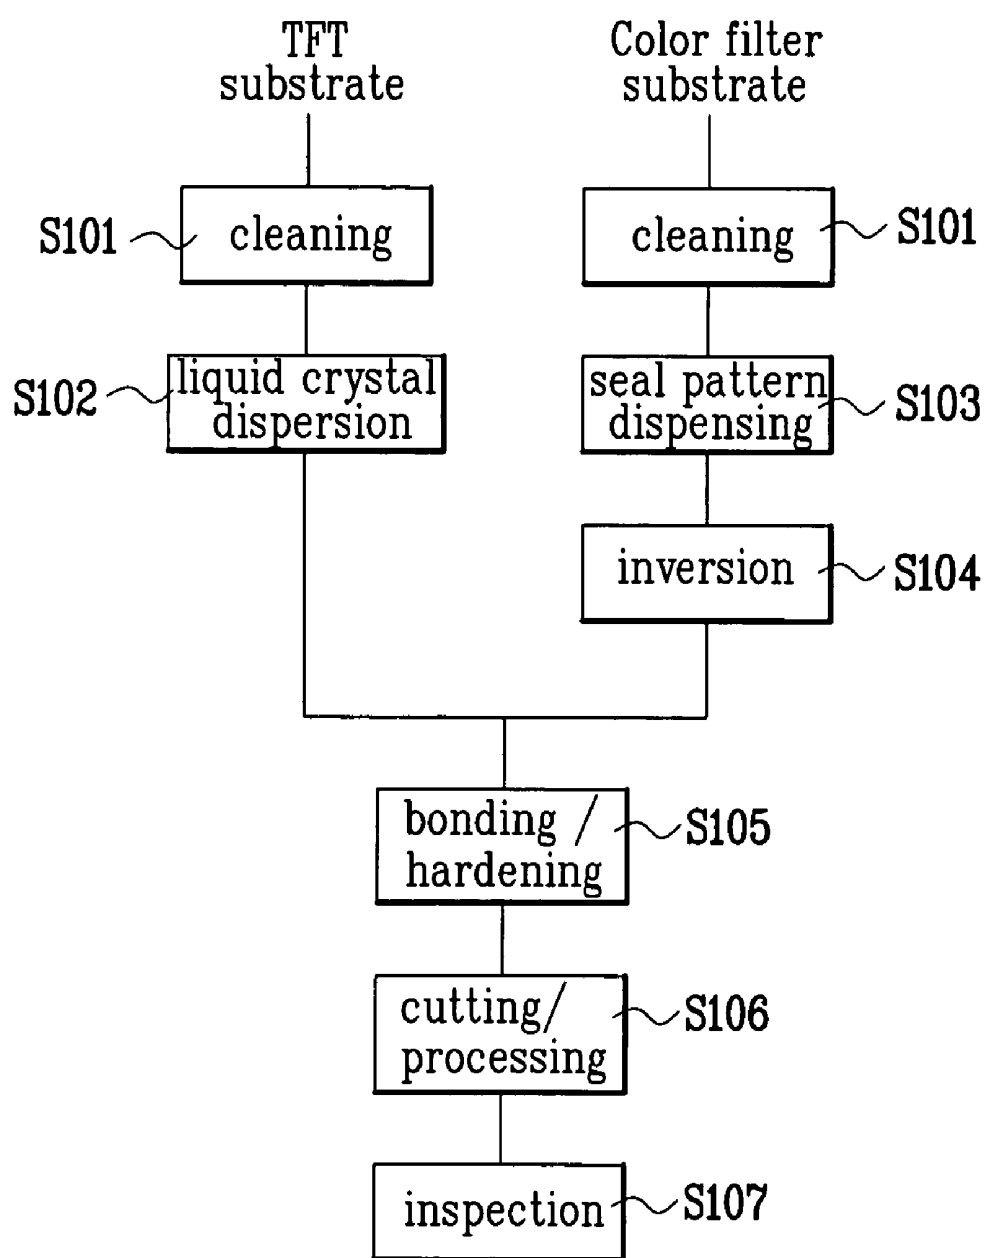 TFT
substrate
Color filter
substrate
S101
cleaning
cleaning
S101
S102
liquid crystal
dispersion
seal pattern
dispensing
S103
inversion
S104
bonding /
hardening
S105
cutting/
processing
S106
inspection
S107